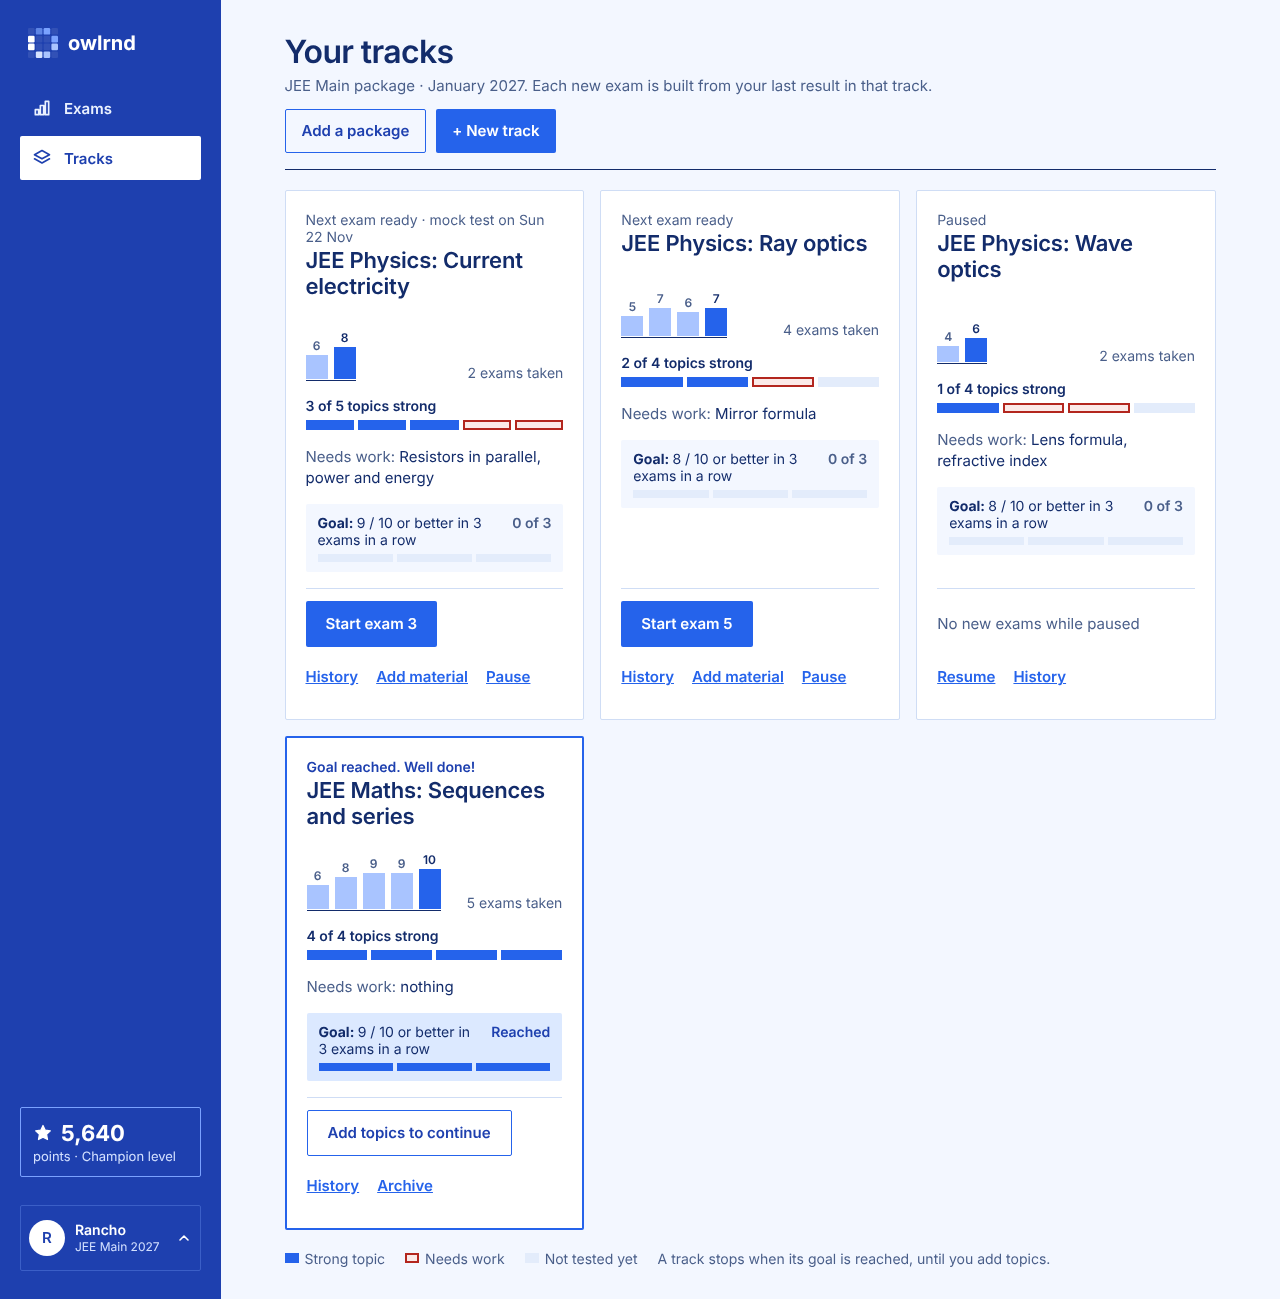 owlrnd
Exams
Tracks
5,640
points · Champion level
R
Rancho
JEE Main 2027
Your tracks
JEE Main package · January 2027. Each new exam is built from your last result in that track.
Add a package
+ New track
Next exam ready · mock test on Sun
22 Nov
JEE Physics: Current
electricity
6
8
2 exams taken
3 of 5 topics strong
Needs work: Resistors in parallel,
power and energy
Goal: 9 / 10 or better in 3
exams in a row
0 of 3
Start exam 3
History Add material Pause
Next exam ready
JEE Physics: Ray optics
5
7
6
7
4 exams taken
2 of 4 topics strong
Needs work: Mirror formula
Goal: 8 / 10 or better in 3
exams in a row
0 of 3
Start exam 5
History Add material Pause
Paused
JEE Physics: Wave
optics
4
6
2 exams taken
1 of 4 topics strong
Needs work: Lens formula,
refractive index
Goal: 8 / 10 or better in 3
exams in a row
0 of 3
No new exams while paused
Resume History
Goal reached. Well done!
JEE Maths: Sequences
and series
6
8
9
9
10
5 exams taken
4 of 4 topics strong
Needs work: nothing
Goal: 9 / 10 or better in
3 exams in a row
Reached
Add topics to continue
History Archive
Strong topic Needs work Not tested yet A track stops when its goal is reached, until you add topics.